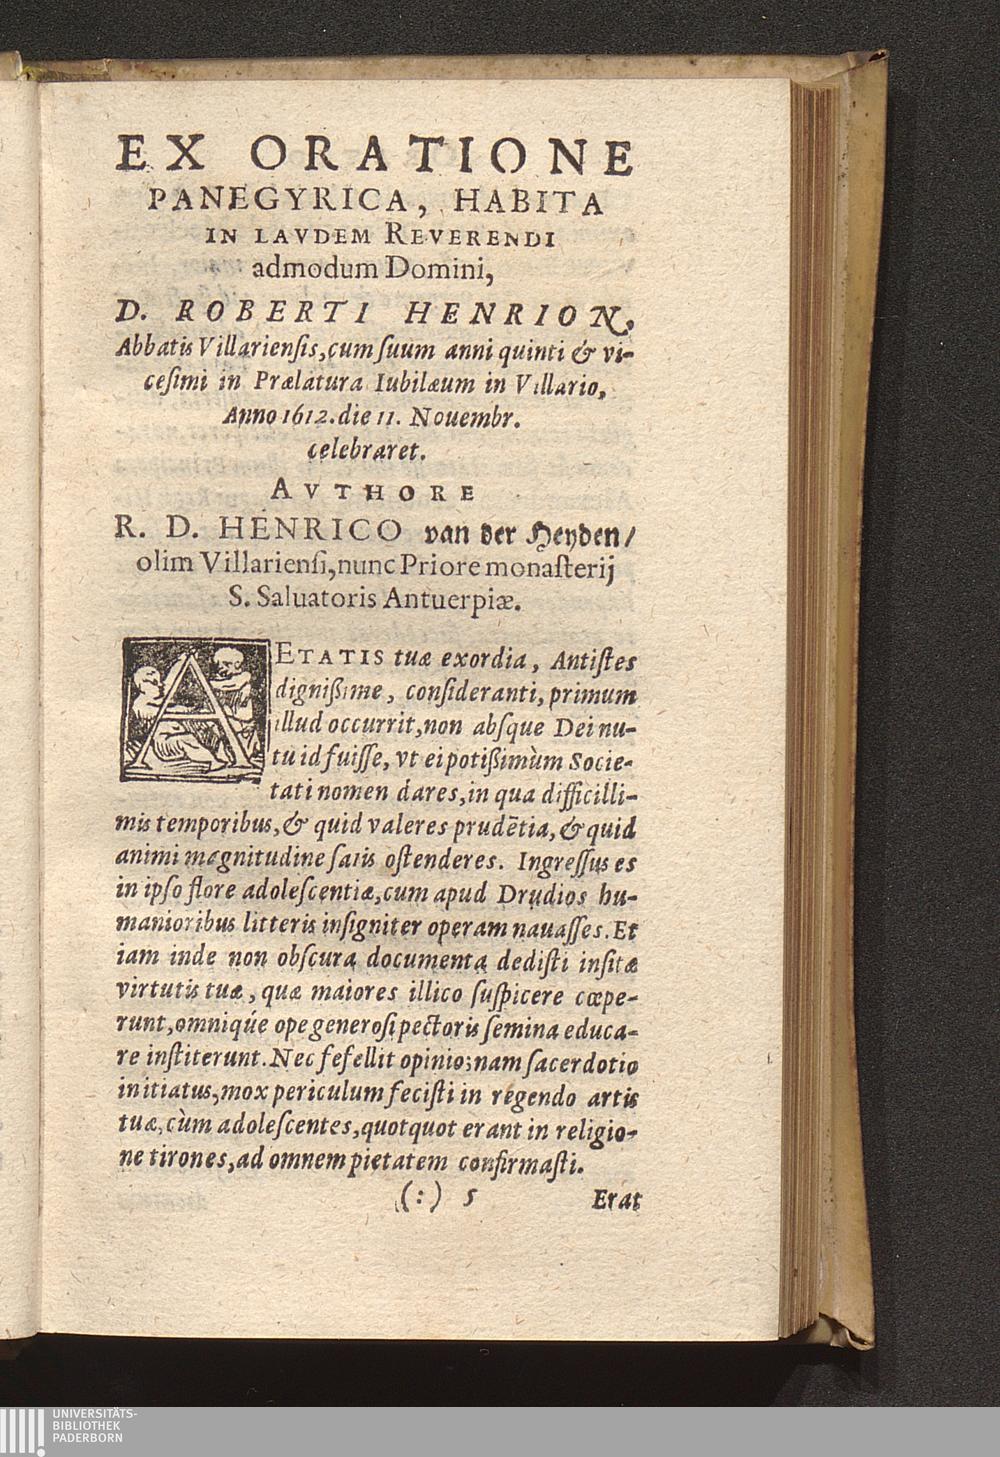 EX ORATIONE
PANEGYRICA, HABITA
IN LAVDEM REVERENDI
admodum Domini,
D. ROBERTI HENRION,
Abbatis Villariensis, cum suum anni quinti & vi-
cesimi in Prælatura Iubilæum in Villario,
Anno 1612. die 11. Nouembr.
celebraret.
AVTHORE
R. D. HENRICO van der Heyden/
olim Villariensi, nunc Priore monasterij
S. Saluatoris Antuerpiæ.
AETATIS tuæ exordia, Antistes
dignissime, consideranti, primum
illud occurrit, non absque Dei nu-
tu id fuisse, vt ei potissimùm Socie-
tati nomen dares, in qua difficilli-
mis temporibus, & quid valeres prudẽtia, & quid
animi magnitudine satis ostenderes. Ingressus es
in ipso flore adolescentiæ, cum apud Drudios hu-
manioribus litteris insigniter operam nauasses. Et
iam inde non obscura documenta dedisti insitæ
virtutis tuæ, quæ maiores illico suspicere cœpe-
runt, omniqúe ope generosi pectoris semina educa-
re institerunt. Nec fefellit opinio; nam sacerdotio
initiatus, mox periculum fecisti in regendo artis
tuæ, cùm adolescentes, quotquot erant in religio-
ne tirones, ad omnem pietatem confirmasti.
(:) 5 Erat
UNIVERSITÄTS-
BIBLIOTHEK
PADERBORN